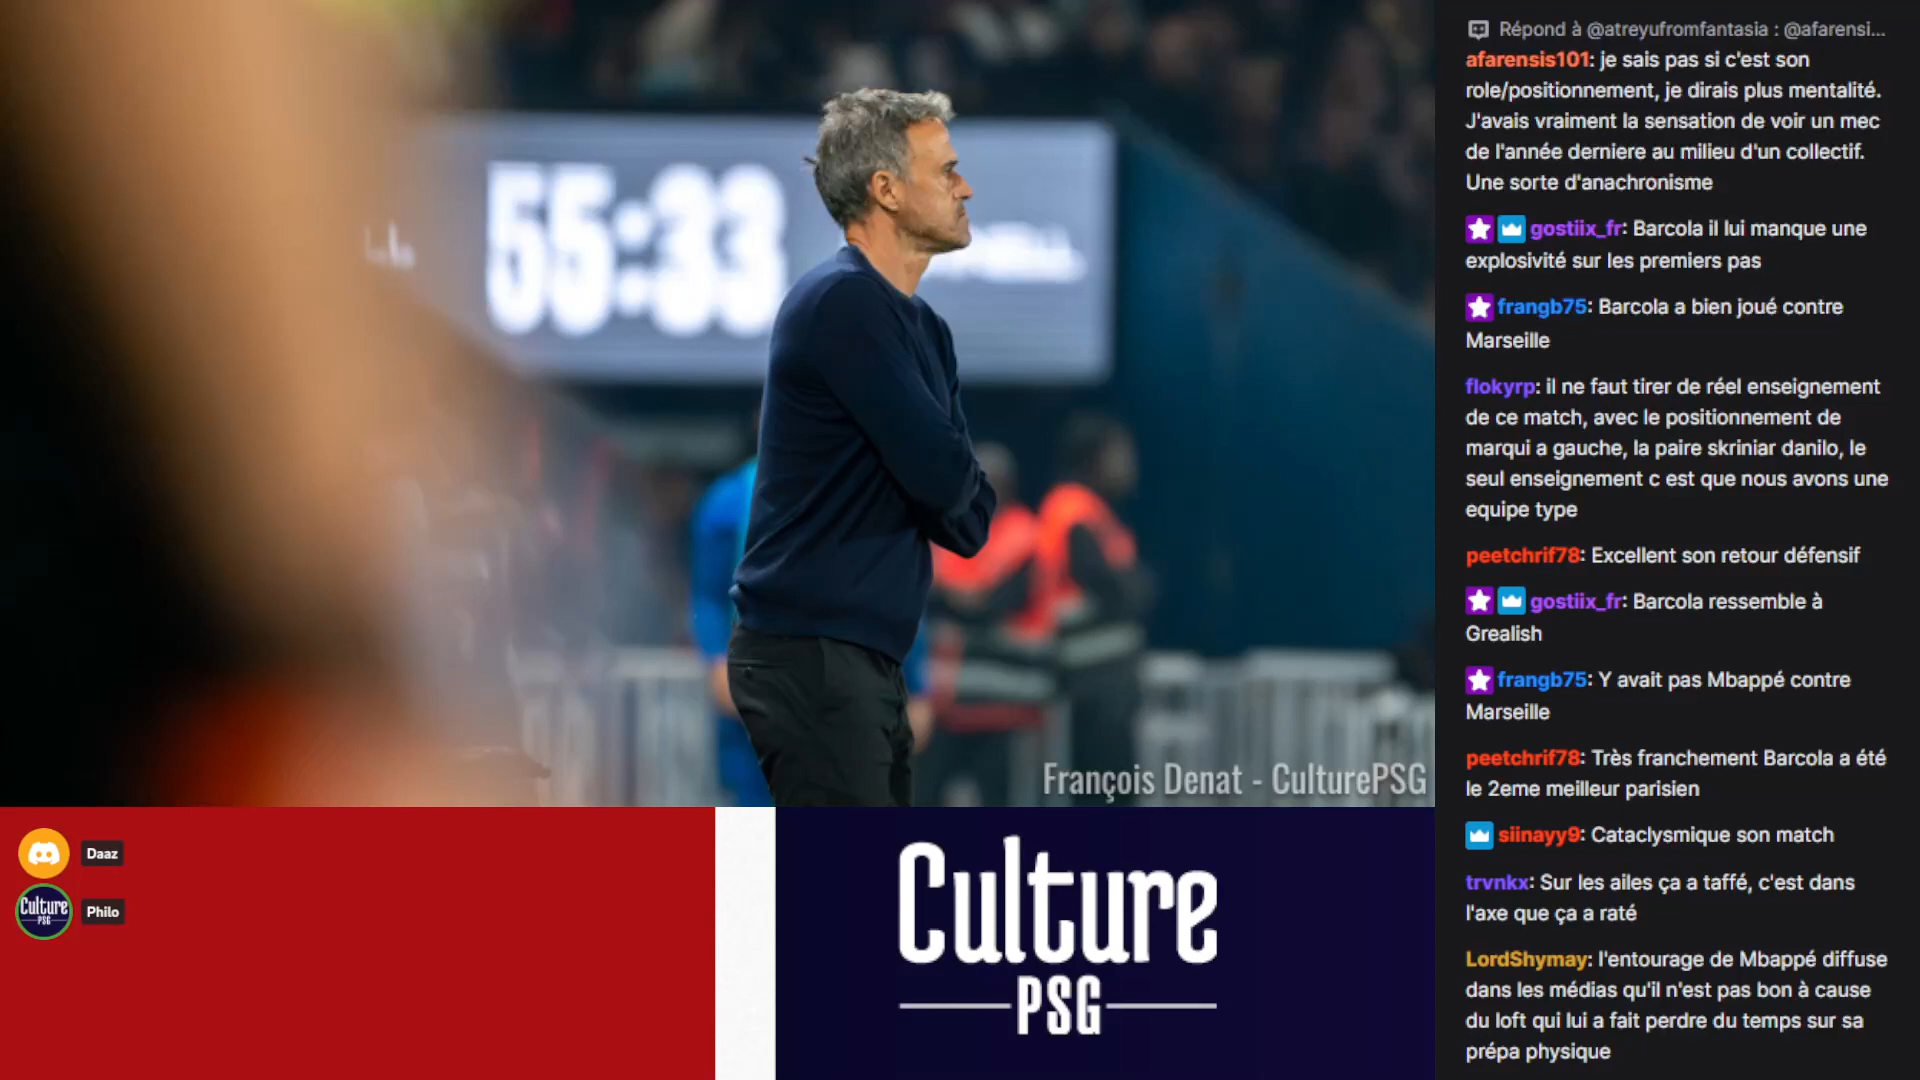 55:33
François Denat - CulturePSG
Daaz
Culture
PSG
Philo
Culture
PSG
Répond à @atreyufromfantasia : @afarensi...
afarensis101: je sais pas si c'est son
role/positionnement, je dirais plus mentalité.
J'avais vraiment la sensation de voir un mec
de l'année derniere au milieu d'un collectif.
Une sorte d'anachronisme
gostiix_fr: Barcola il lui manque une
explosivité sur les premiers pas
frangb75: Barcola a bien joué contre
Marseille
flokyrp: il ne faut tirer de réel enseignement
de ce match, avec le positionnement de
marqui a gauche, la paire skriniar danilo, le
seul enseignement c est que nous avons une
equipe type
peetchrif78: Excellent son retour défensif
gostiix_fr: Barcola ressemble à
Grealish
frangb75: Y avait pas Mbappé contre
Marseille
peetchrif78: Très franchement Barcola a été
le 2eme meilleur parisien
siinayy9: Cataclysmique son match
trvnkx: Sur les ailes ça a taffé, c'est dans
l'axe que ça a raté
LordShymay: l'entourage de Mbappé diffuse
dans les médias qu'il n'est pas bon à cause
du loft qui lui a fait perdre du temps sur sa
prépa physique